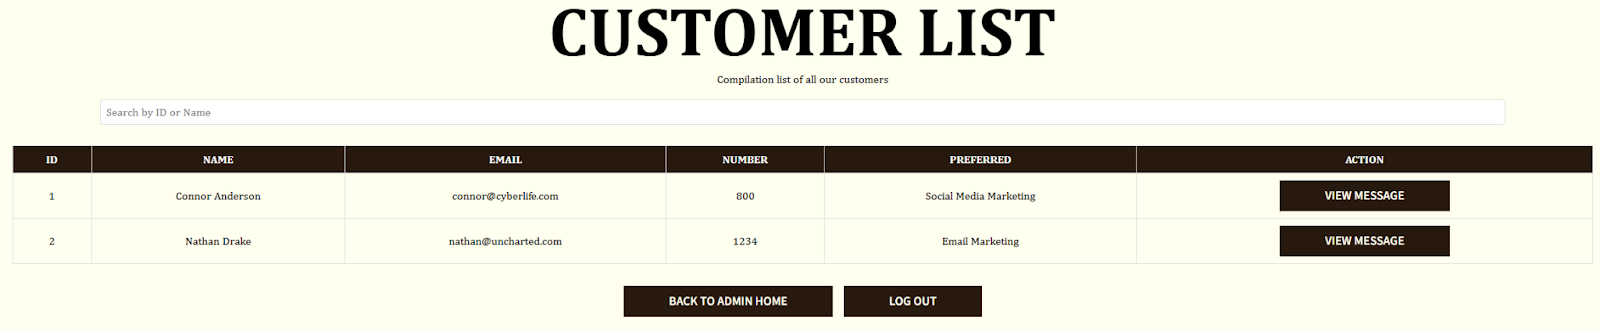 CUSTOMER LIST
Compilation list of all our customers
Search by ID or Name
ID NAME EMAIL NUMBER PREFERRED ACTION
1 Connor Anderson connor@cyberlife.com 800 Social Media Marketing VIEW MESSAGE
2 Nathan Drake nathan@uncharted.com 1234 Email Marketing VIEW MESSAGE
BACK TO ADMIN HOME LOG OUT